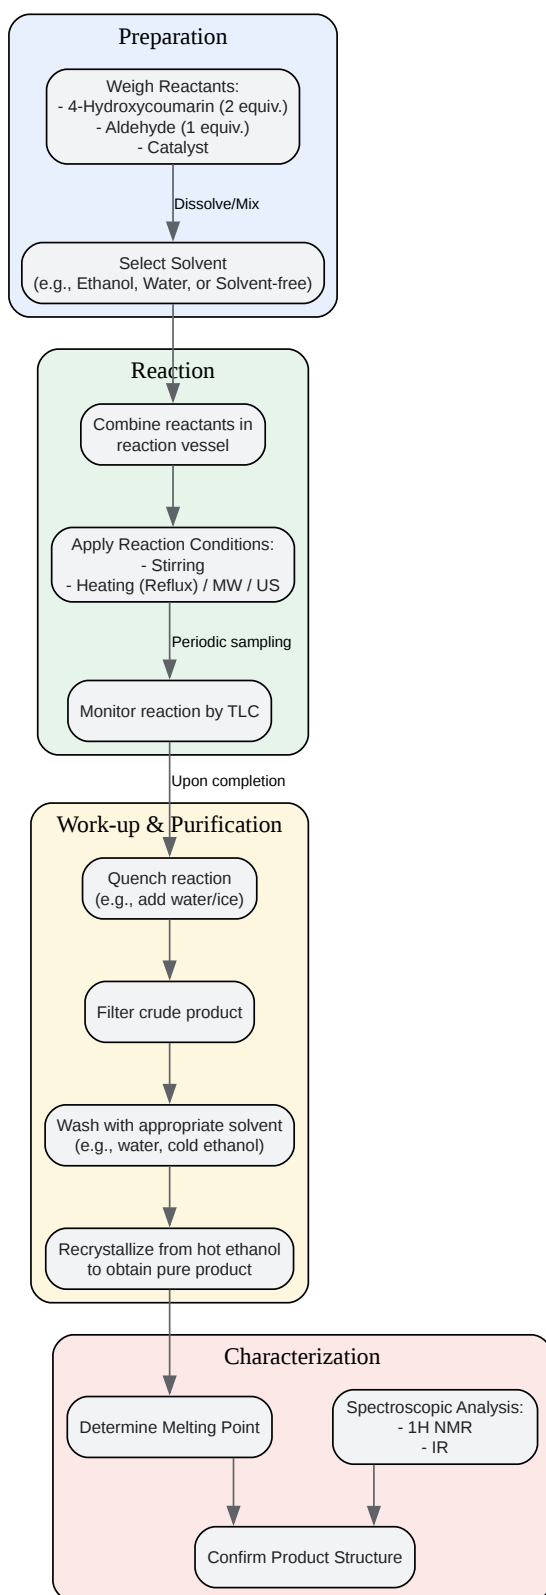 Preparation
Weigh Reactants:
- 4-Hydroxycoumarin (2 equiv.)
- Aldehyde (1 equiv.)
- Catalyst
Dissolve/Mix
Select Solvent
(e.g., Ethanol, Water, or Solvent-free)
Reaction
Combine reactants in
reaction vessel
Apply Reaction Conditions:
- Stirring
- Heating (Reflux) / MW / US
Periodic sampling
Monitor reaction by TLC
Upon completion
Work-up & Purification
Quench reaction
(e.g., add water/ice)
Filter crude product
Wash with appropriate solvent
(e.g., water, cold ethanol)
Recrystallize from hot ethanol
to obtain pure product
Characterization
Determine Melting Point
Spectroscopic Analysis:
- 1H NMR
- IR
Confirm Product Structure